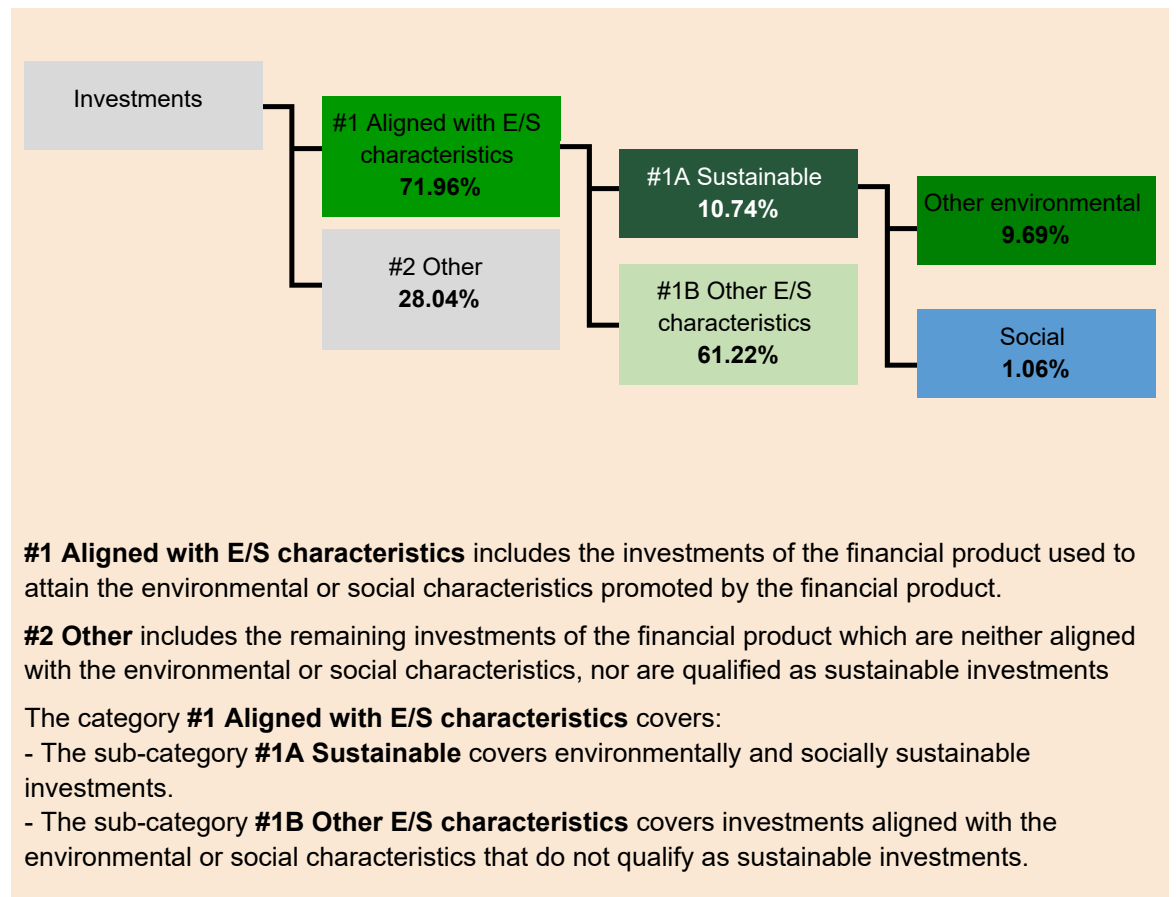 Investments
#1 Aligned with E/S
characteristics
71.96%
#2 Other
28.04%
#1A Sustainable
10.74%
#1B Other E/S
characteristics
61.22%
Other environmental
9.69%
Social
1.06%
#1 Aligned with E/S characteristics includes the investments of the financial product used to
attain the environmental or social characteristics promoted by the financial product.
#2 Other includes the remaining investments of the financial product which are neither aligned
with the environmental or social characteristics, nor are qualified as sustainable investments
The category #1 Aligned with E/S characteristics covers:
- The sub-category #1A Sustainable covers environmentally and socially sustainable
investments.
- The sub-category #1B Other E/S characteristics covers investments aligned with the
environmental or social characteristics that do not qualify as sustainable investments.